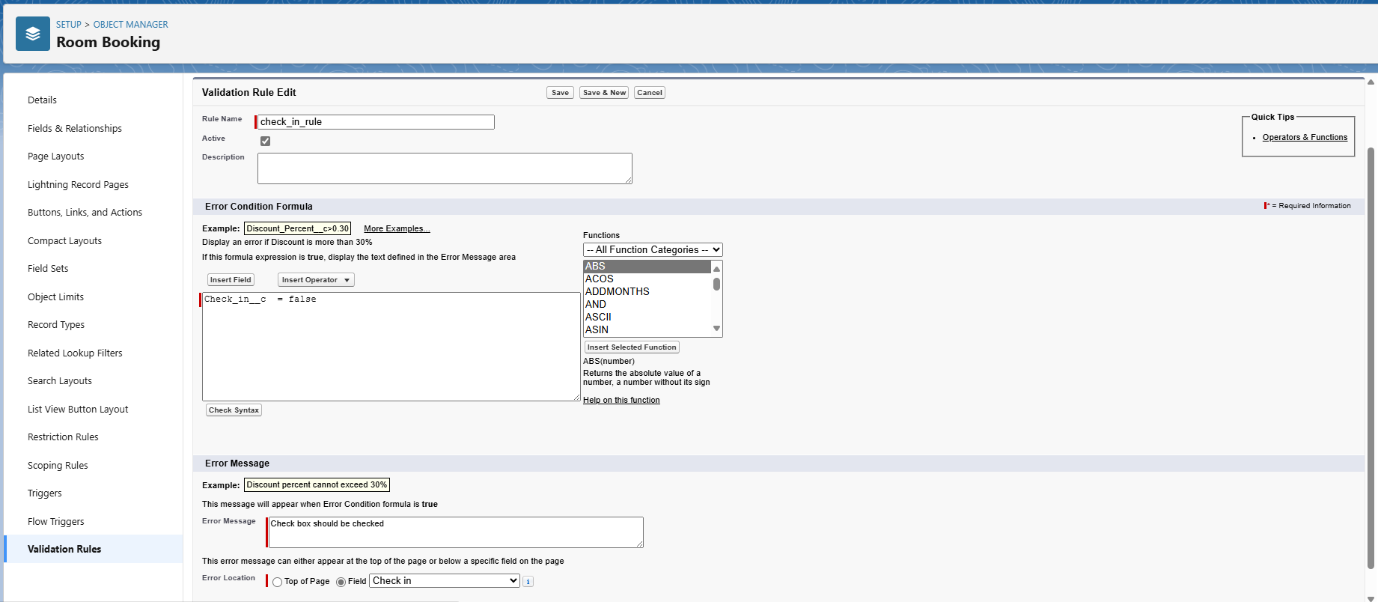 SETUP > OBJECT MANAGER
Room Booking
Details
Fields & Relationships
Page Layouts
Lightning Record Pages
Buttons, Links, and Actions
Compact Layouts
Field Sets
Object Limits
Record Types
Related Lookup Filters
Search Layouts
List View Button Layout
Restriction Rules
Scoping Rules
Triggers
Flow Triggers
Validation Rules
Validation Rule Edit
Save
Save & New
Cancel
Rule Name
check_in_rule
Active
Description
Quick Tips
Operators & Functions
Error Condition Formula
* = Required Information
Example: Discount_Percent__c>0.30 More Examples...
Display an error if Discount is more than 30%
If this formula expression is true, display the text defined in the Error Message area
Insert Field
Insert Operator
Check_in__c = false
Check Syntax
Functions
-- All Function Categories --
ABS
ACOS
ADDMONTHS
AND
ASCII
ASIN
Insert Selected Function
ABS(number)
Returns the absolute value of a
number, a number without its sign
Help on this function
Error Message
Example: Discount percent cannot exceed 30%
This message will appear when Error Condition formula is true
Error Message
Check box should be checked
This error message can either appear at the top of the page or below a specific field on the page
Error Location
Top of Page
Field
Check in
i